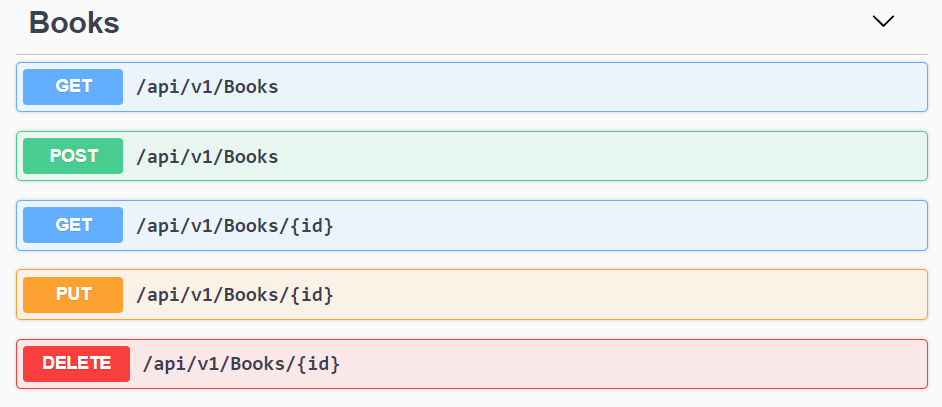 Books
GET /api/v1/Books
POST /api/v1/Books
GET /api/v1/Books/{id}
PUT /api/v1/Books/{id}
DELETE /api/v1/Books/{id}